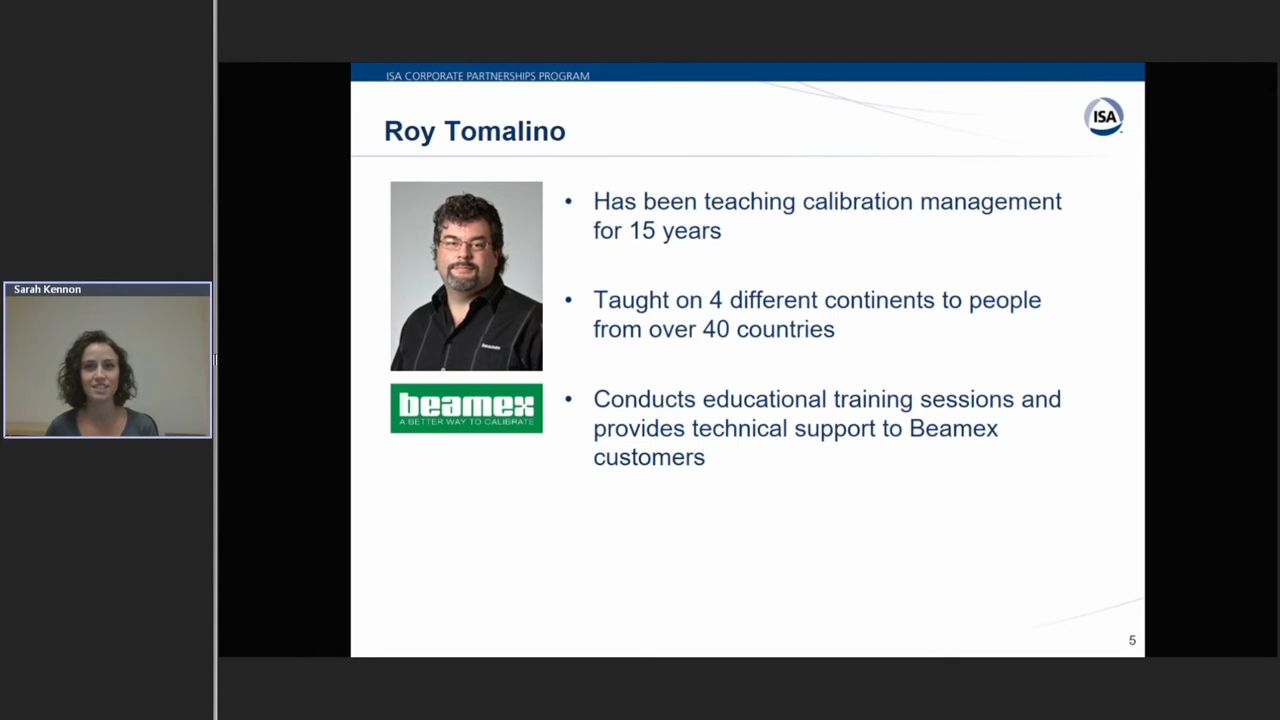 Sarah Kennon
ISA CORPORATE PARTNERSHIPS PROGRAM
ISA
Roy Tomalino
• Has been teaching calibration management
for 15 years
• Taught on 4 different continents to people
from over 40 countries
• Conducts educational training sessions and
provides technical support to Beamex
customers
beamex
A BETTER WAY TO CALIBRATE
5